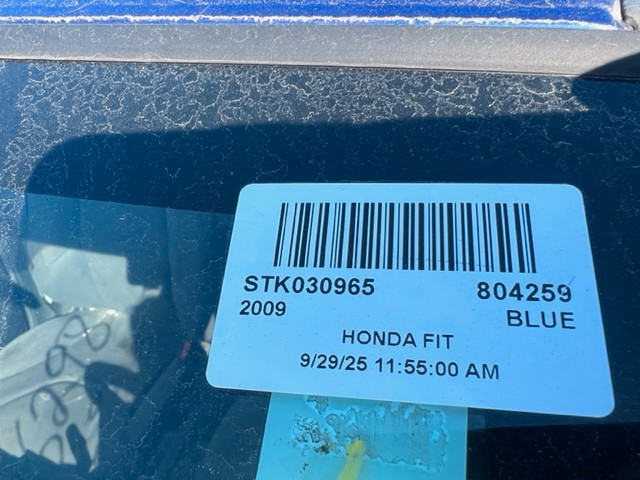 STK030965 804259
2009 BLUE
HONDA FIT
9/29/25 11:55:00 AM